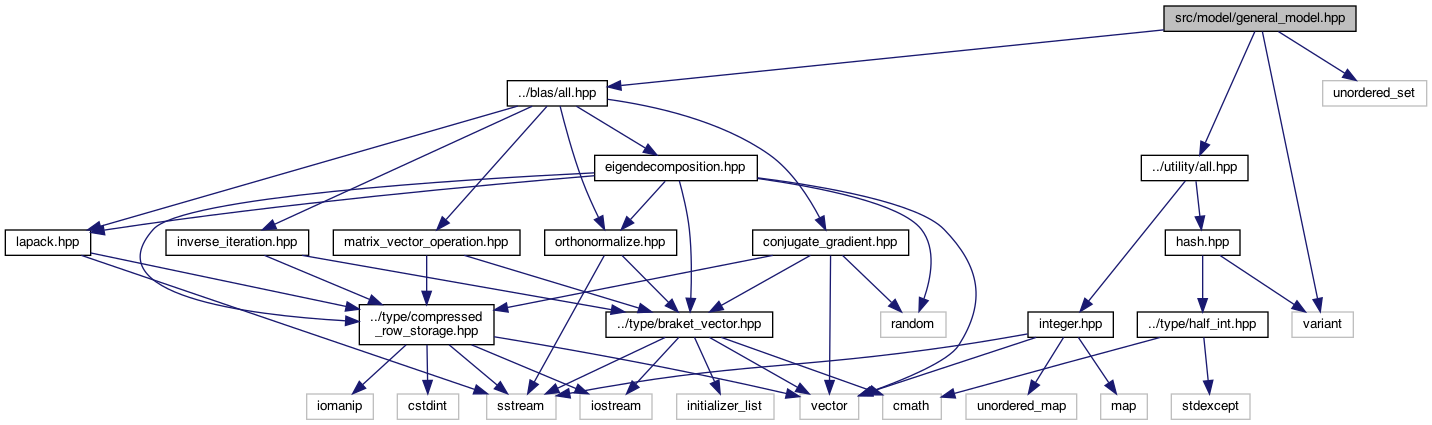 src/model/general_model.hpp
../blas/all.hpp
unordered_set
eigendecomposition.hpp
../utility/all.hpp
lapack.hpp
inverse_iteration.hpp
matrix_vector_operation.hpp
orthonormalize.hpp
conjugate_gradient.hpp
hash.hpp
../type/compressed
_row_storage.hpp
../type/braket_vector.hpp
random
integer.hpp
../type/half_int.hpp
variant
iomanip
cstdint
sstream
iostream
initializer_list
vector
cmath
unordered_map
map
stdexcept